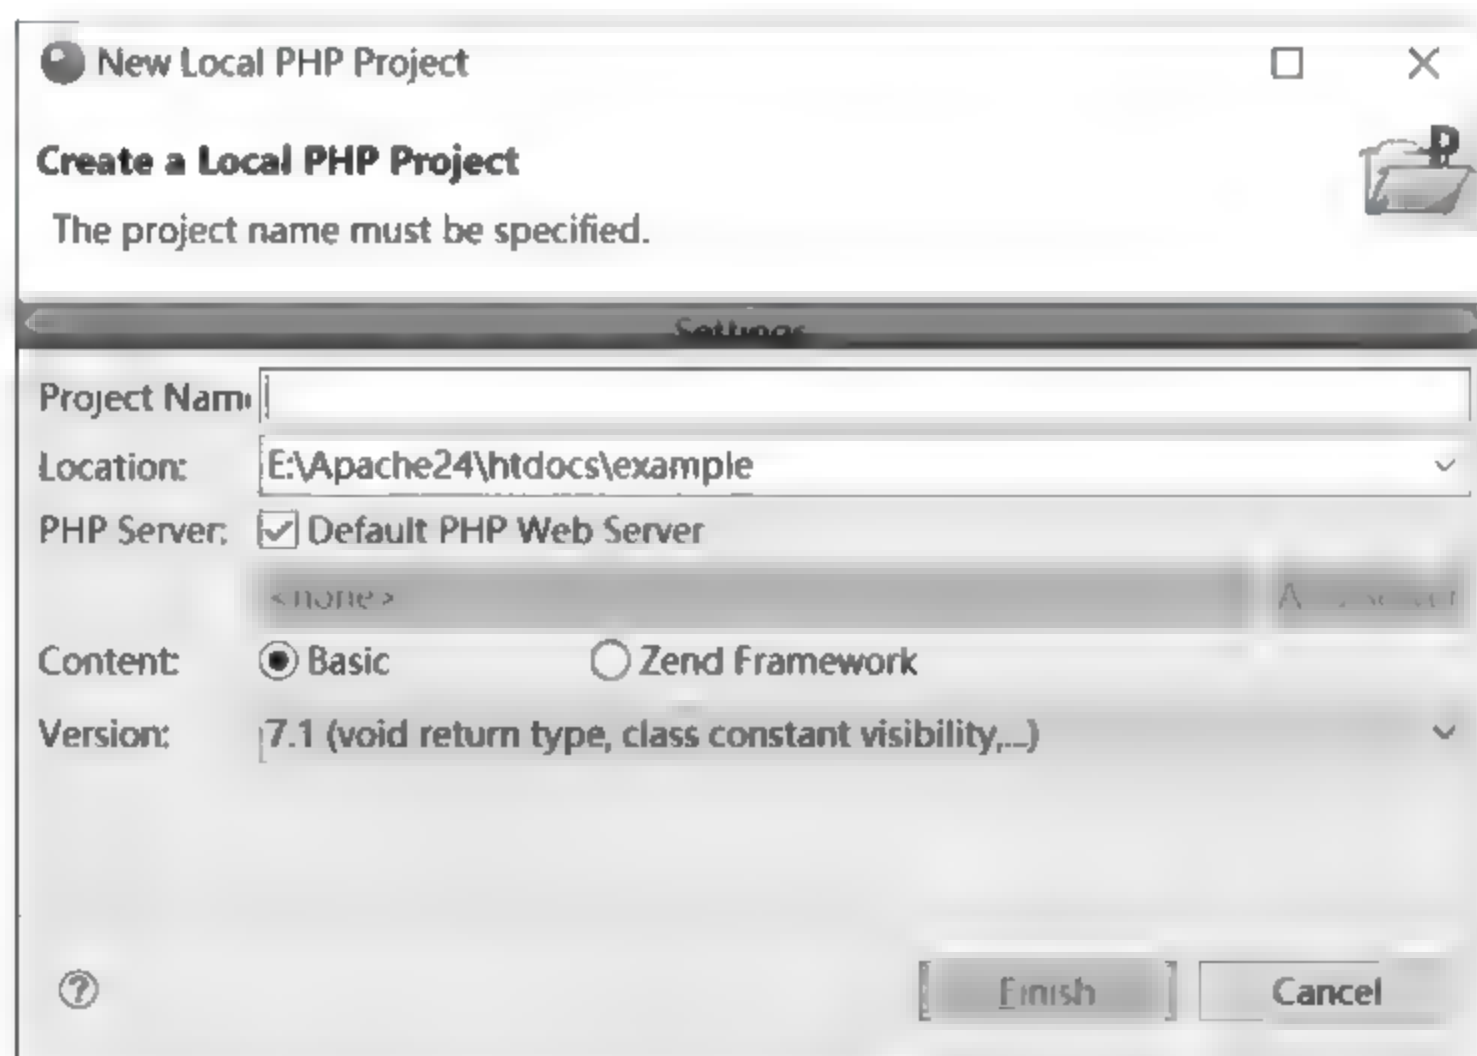 New Local PHP Project
Create a Local PHP Project
The project name must be specified.
Settings
Project Nam
Location: E:\Apache24\htdocs\example
PHP Server: Default PHP Web Server
<none>
Content: Basic Zend Framework
Version: 7.1 (void return type, class constant visibility,...)
Finish Cancel